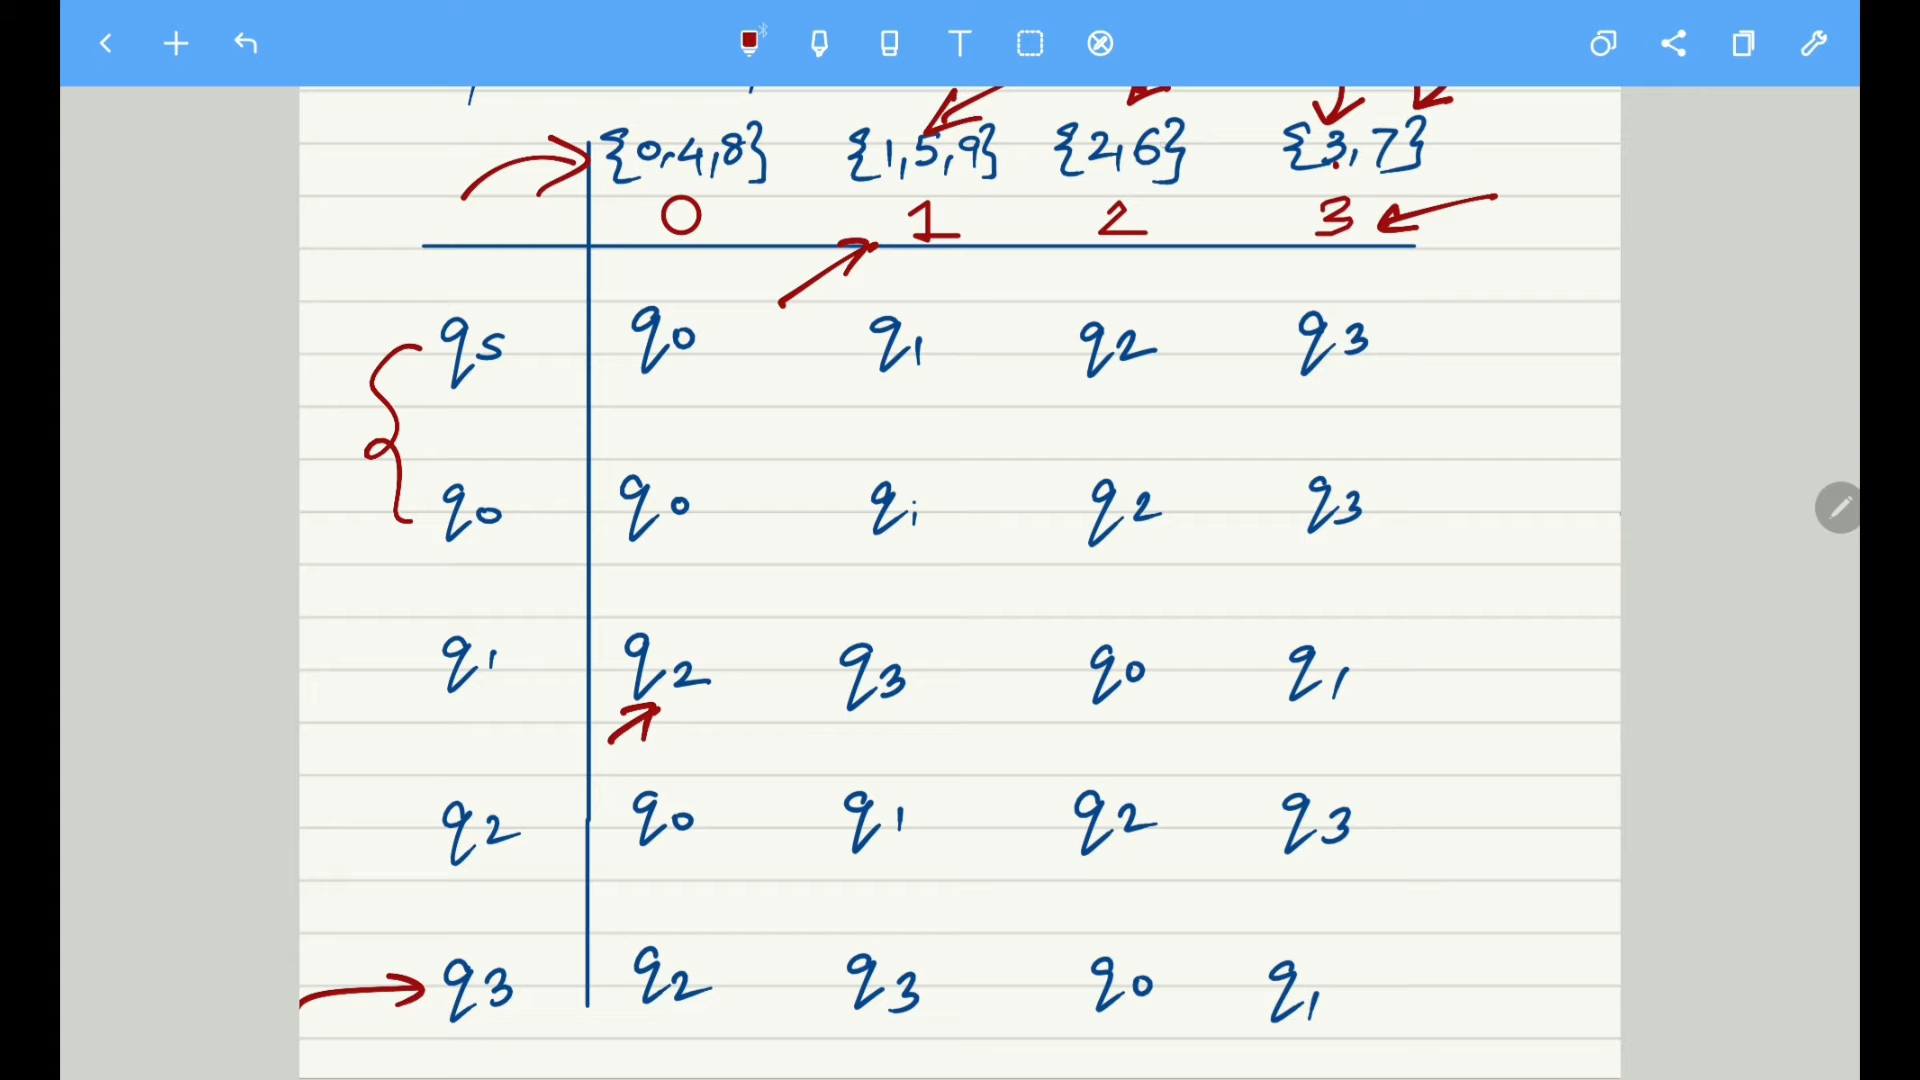 {0,4,8} {1,5,9} {2,6} {3,7}
0 1 2 3
qs q0 q1 q2 q3
q0 q0 q1 q2 q3
q1 q2 q3 q0 q1
q2 q0 q1 q2 q3
q3 q2 q3 q0 q1